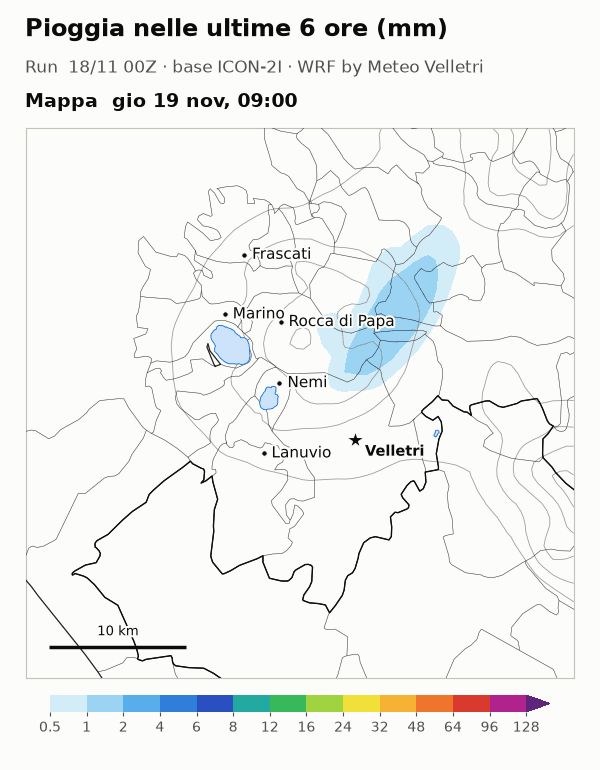 Pioggia nelle ultime 6 ore (mm)
Run  18/11 00Z · base ICON-2I · WRF by Meteo Velletri
Mappa  gio 19 nov, 09:00
Frascati
Marino
Rocca di Papa
Nemi
Velletri
Lanuvio
10 km
0.5 1 2 4 6 8 12 16 24 32 48 64 96 128